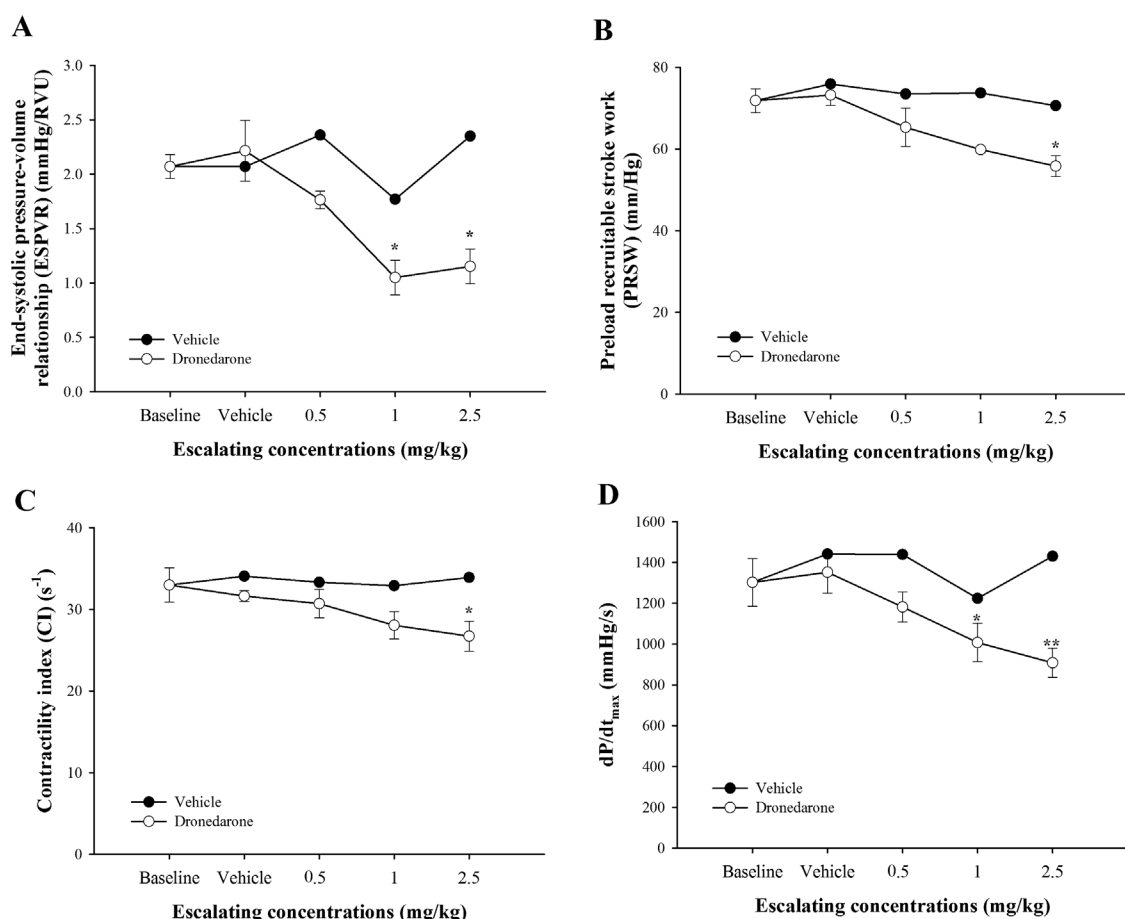 A
End-systolic pressure-volume
relationship (ESPVR) (mmHg/RVU)
3.0
2.5
2.0
1.5
1.0
0.5
0.0
*
*
Vehicle
Dronedarone
Baseline Vehicle 0.5 1 2.5
Escalating concentrations (mg/kg)
B
Preload recruitable stroke work
(PRSW) (mm/Hg)
80
60
40
20
0
*
Vehicle
Dronedarone
Baseline Vehicle 0.5 1 2.5
Escalating concentrations (mg/kg)
C
Contractility index (CI) (s⁻¹)
40
33
25
17
8
0
*
Vehicle
Dronedarone
Baseline Vehicle 0.5 1 2.5
Escalating concentrations (mg/kg)
D
dP/dtmax (mmHg/s)
1600
1400
1200
1000
800
600
400
200
0
*
**
Vehicle
Dronedarone
Baseline Vehicle 0.5 1 2.5
Escalating concentrations (mg/kg)